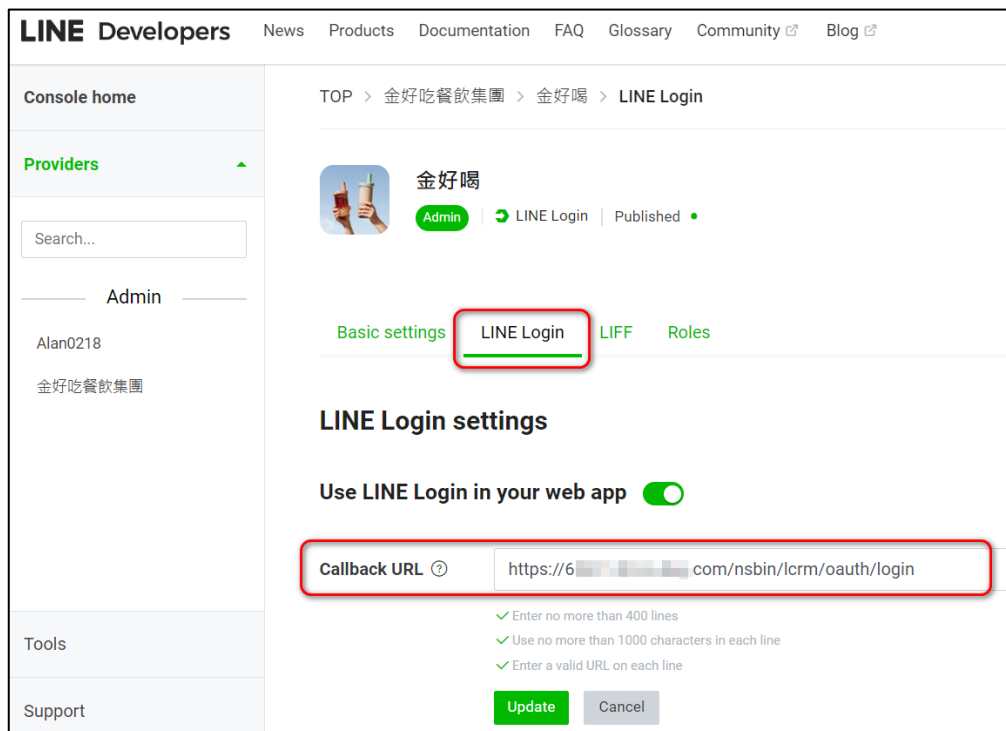 LINE Developers News Products Documentation FAQ Glossary Community Blog
Console home
Providers
Search...
Admin
Alan0218
金好吃餐飲集團
Tools
Support
TOP > 金好吃餐飲集團 > 金好喝 > LINE Login
金好喝
Admin LINE Login Published
Basic settings LINE Login LIFF Roles
LINE Login settings
Use LINE Login in your web app
Callback URL ? https://6 .com/nsbin/lcrm/oauth/login
Enter no more than 400 lines
Use no more than 1000 characters in each line
Enter a valid URL on each line
Update Cancel